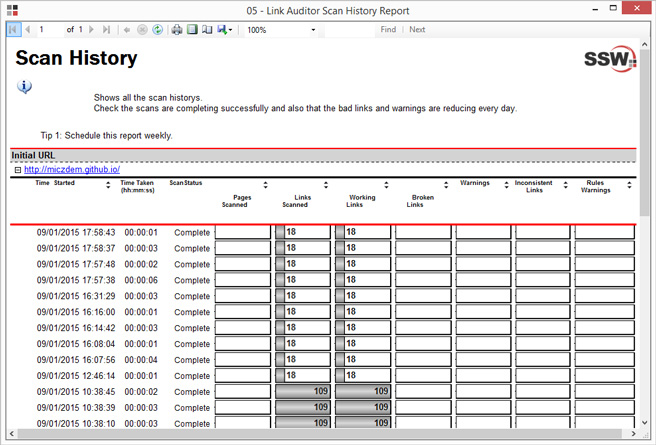 05 - Link Auditor Scan History Report
1 of 1 100% Find | Next
Scan History
SSW
Shows all the scan historys.
Check the scans are completing successfully and also that the bad links and warnings are reducing every day.
Tip 1: Schedule this report weekly.
Initial URL
http://miczdem.github.io/
Time Started Time Taken (hh:mm:ss) ScanStatus Pages Scanned Links Scanned Working Links Broken Links Warnings Inconsistent Links Rules Warnings
09/01/2015 17:58:43 00:00:01 Complete 18 18
09/01/2015 17:58:37 00:00:03 Complete 18 18
09/01/2015 17:57:48 00:00:02 Complete 18 18
09/01/2015 17:57:38 00:00:06 Complete 18 18
09/01/2015 16:31:29 00:00:03 Complete 18 18
09/01/2015 16:16:00 00:00:01 Complete 18 18
09/01/2015 16:14:42 00:00:03 Complete 18 18
09/01/2015 16:08:04 00:00:01 Complete 18 18
09/01/2015 16:07:56 00:00:04 Complete 18 18
09/01/2015 12:46:14 00:00:01 Complete 18 18
09/01/2015 10:38:45 00:00:02 Complete 109 109
09/01/2015 10:38:39 00:00:03 Complete 109 109
09/01/2015 10:38:10 00:00:03 Complete 109 109